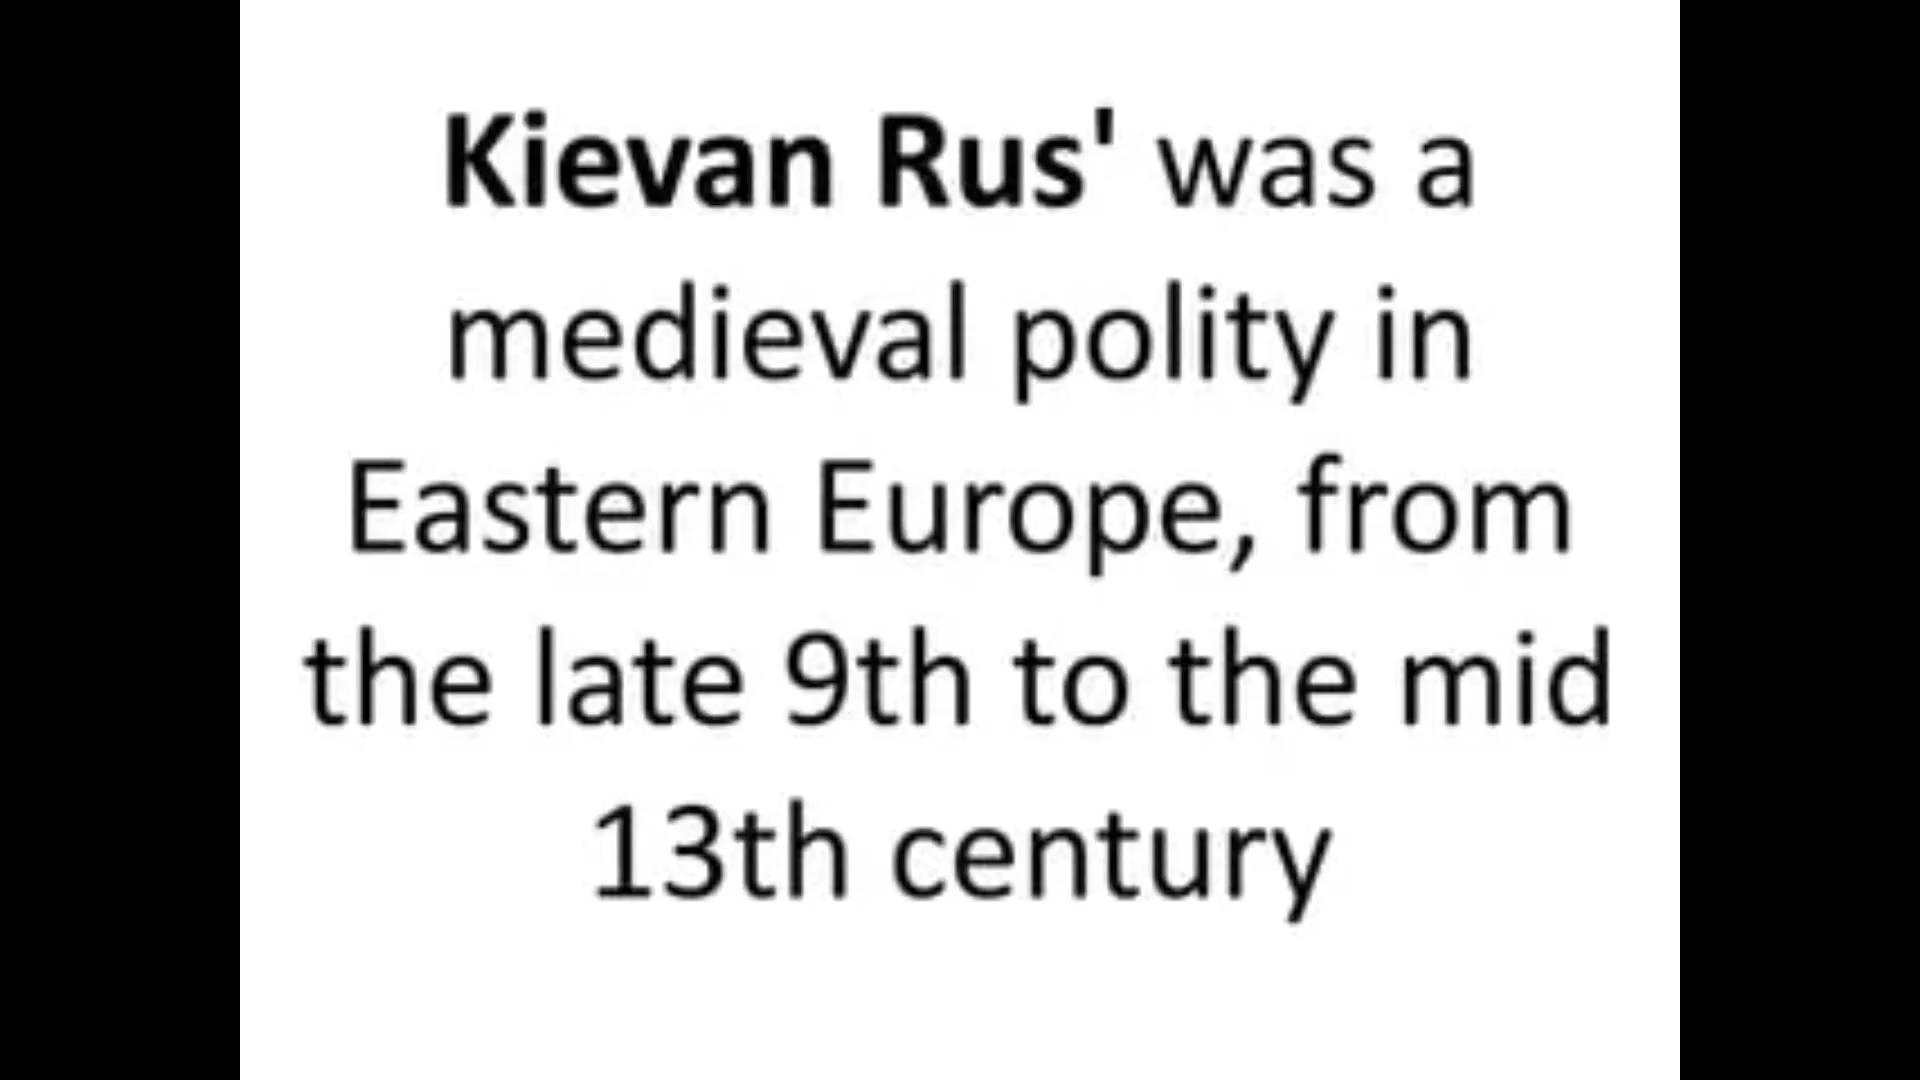 Kievan Rus' was a
medieval polity in
Eastern Europe, from
the late 9th to the mid
13th century